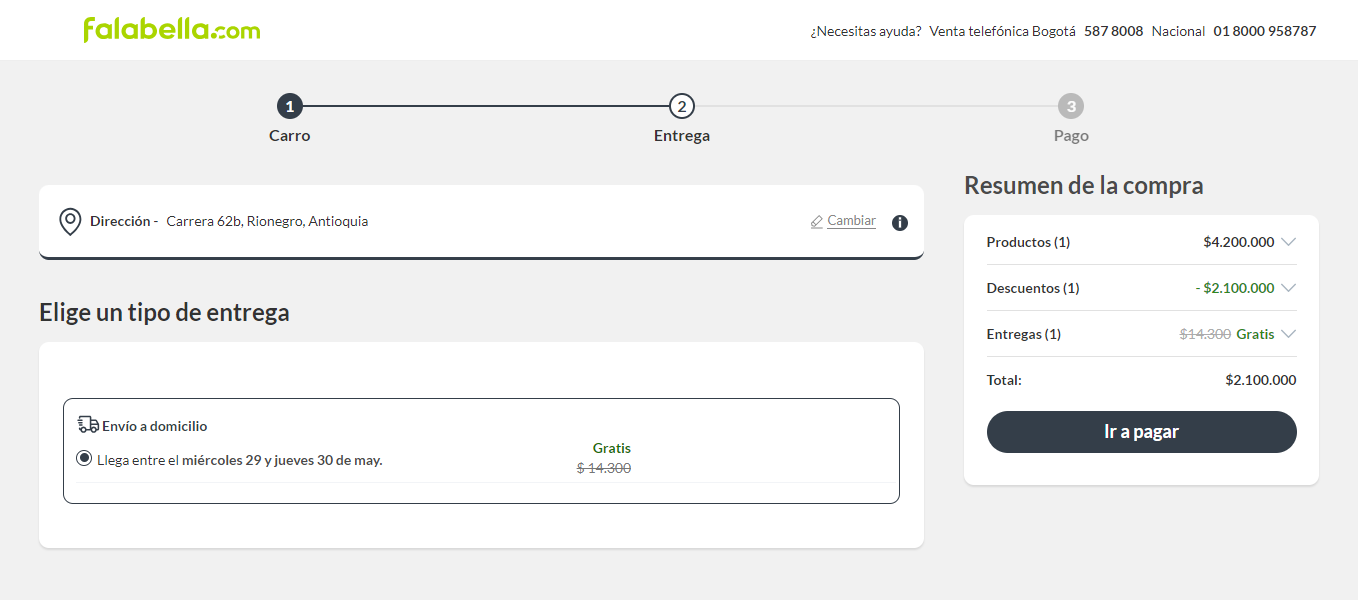 falabella.com
¿Necesitas ayuda? Venta telefónica Bogotá 587 8008 Nacional 01 8000 958787
1 2 3
Carro Entrega Pago
Dirección - Carrera 62b, Rionegro, Antioquia Cambiar i
Elige un tipo de entrega
Envío a domicilio
Llega entre el miércoles 29 y jueves 30 de may.
Gratis
$ 14.300
Resumen de la compra
Productos (1) $4.200.000
Descuentos (1) - $2.100.000
Entregas (1) $14.300 Gratis
Total: $2.100.000
Ir a pagar